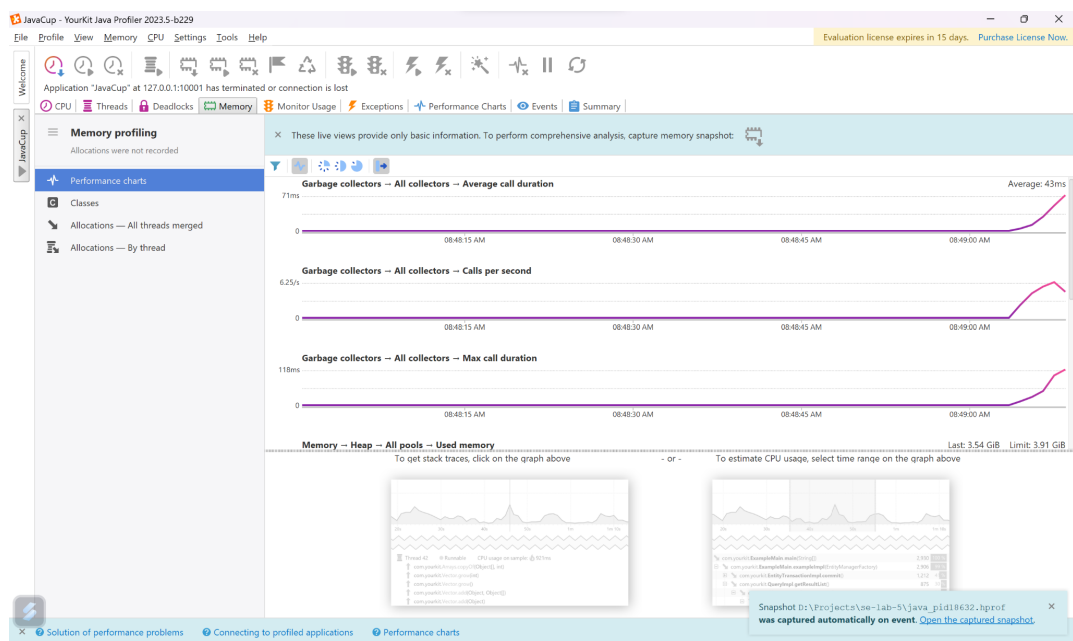 JavaCup - YourKit Java Profiler 2023.5-b229
File Profile View Memory CPU Settings Tools Help
Evaluation license expires in 15 days. Purchase License Now.
Welcome
JavaCup
Application "JavaCup" at 127.0.0.1:10001 has terminated or connection is lost
CPU Threads Deadlocks Memory Monitor Usage Exceptions Performance Charts Events Summary
Memory profiling
Allocations were not recorded
Performance charts
Classes
Allocations — All threads merged
Allocations — By thread
These live views provide only basic information. To perform comprehensive analysis, capture memory snapshot:
Garbage collectors → All collectors → Average call duration Average: 43ms
71ms
0
08:48:15 AM 08:48:30 AM 08:48:45 AM 08:49:00 AM
Garbage collectors → All collectors → Calls per second
6.25/s
0
08:48:15 AM 08:48:30 AM 08:48:45 AM 08:49:00 AM
Garbage collectors → All collectors → Max call duration
118ms
0
08:48:15 AM 08:48:30 AM 08:48:45 AM 08:49:00 AM
Memory → Heap → All pools → Used memory Last: 3.54 GiB Limit: 3.91 GiB
To get stack traces, click on the graph above - or - To estimate CPU usage, select time range on the graph above
com.yourkit.ExampleMain.main(String[])
Snapshot D:\Projects\se-lab-5\java_pid18632.hprof
was captured automatically on event. Open the captured snapshot.
Solution of performance problems Connecting to profiled applications Performance charts